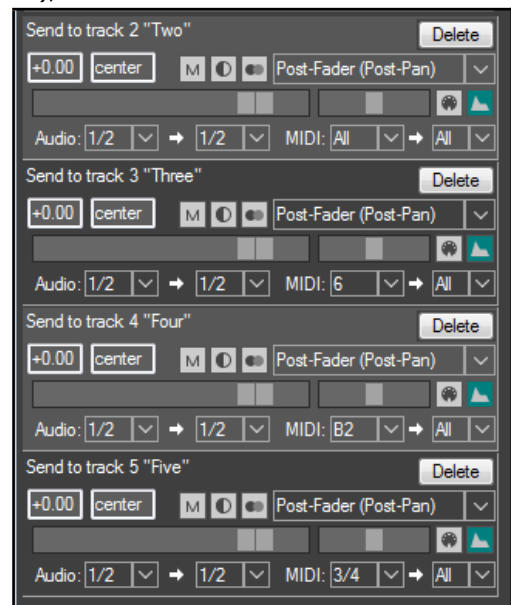 Send to track 2 "Two" Delete
+0.00 center M Post-Fader (Post-Pan)
Audio: 1/2 1/2 MIDI: All All
Send to track 3 "Three" Delete
+0.00 center M Post-Fader (Post-Pan)
Audio: 1/2 1/2 MIDI: 6 All
Send to track 4 "Four" Delete
+0.00 center M Post-Fader (Post-Pan)
Audio: 1/2 1/2 MIDI: B2 All
Send to track 5 "Five" Delete
+0.00 center M Post-Fader (Post-Pan)
Audio: 1/2 1/2 MIDI: 3/4 All